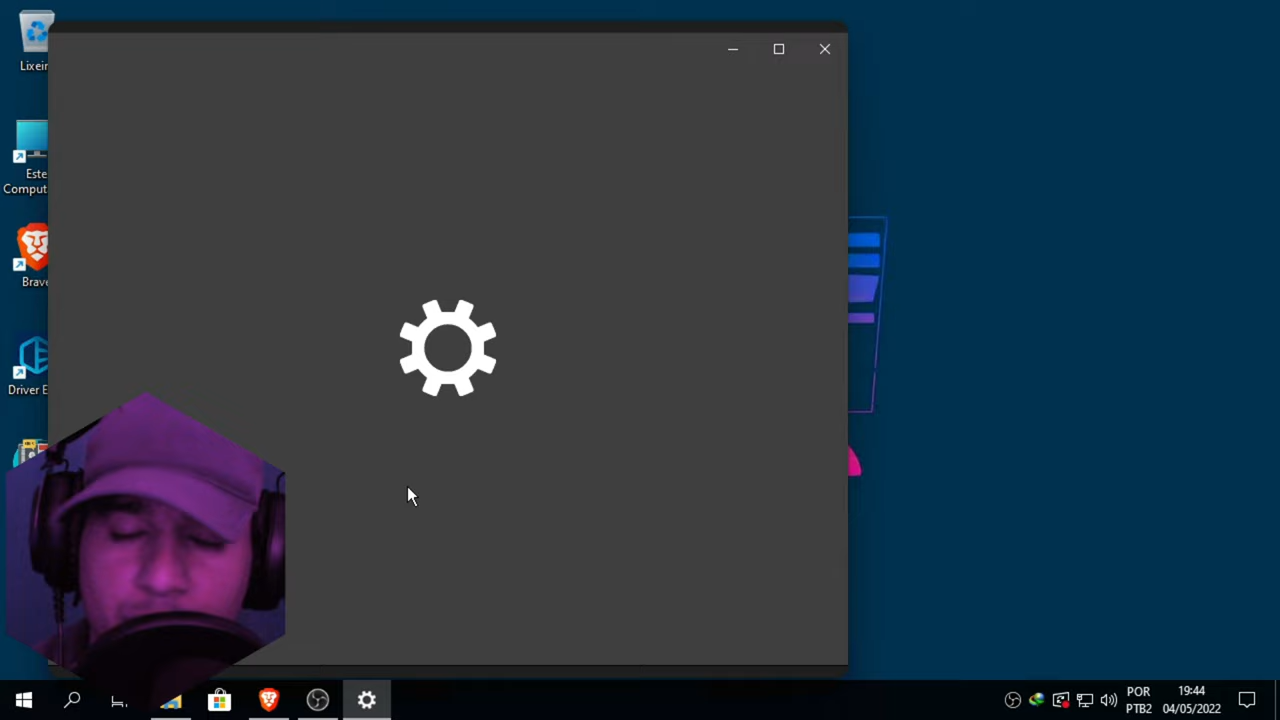 Lixeir
Este
Comput
Brave
Driver E
POR
PTB2
19:44
04/05/2022